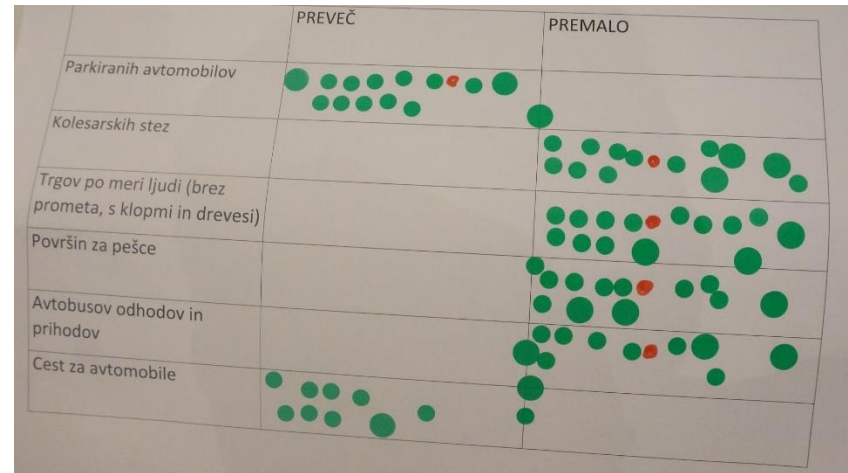 PREVEČ
PREMALO
Parkiranih avtomobilov
Kolesarskih stez
Trgov po meri ljudi (brez
prometa, s klopmi in drevesi)
Površin za pešce
Avtobusov odhodov in
prihodov
Cest za avtomobile